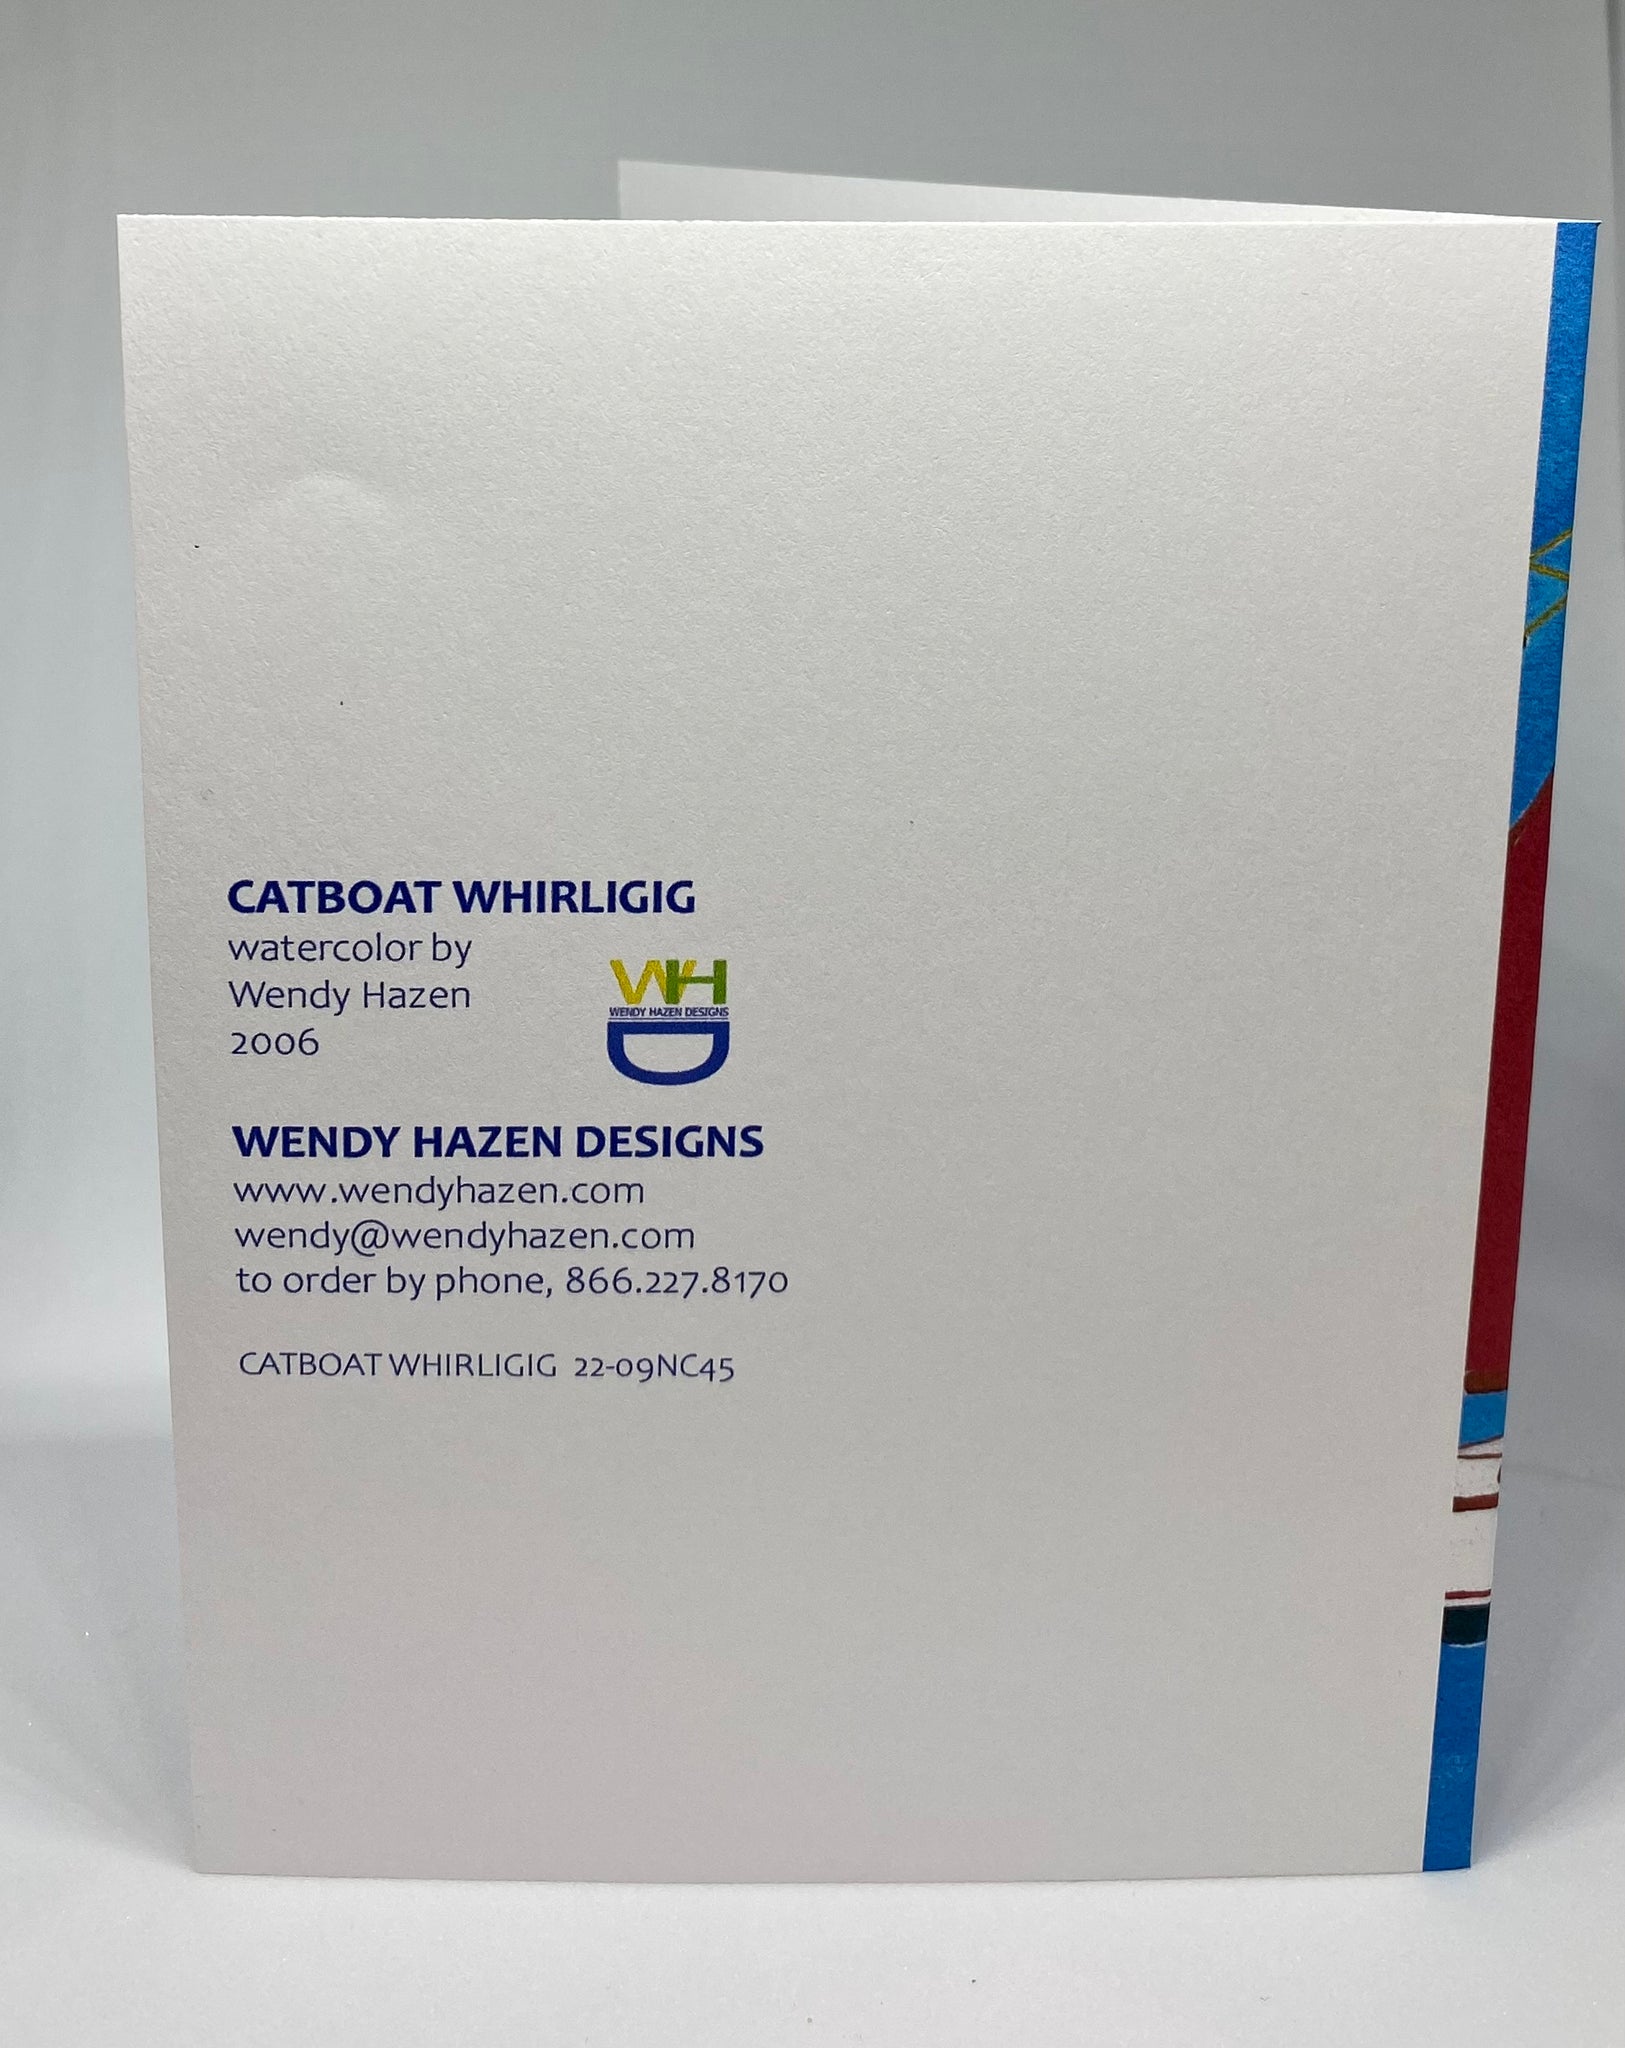 CATBOAT WHIRLIGIG
watercolor by
Wendy Hazen
2006
WH
WENDY HAZEN DESIGNS
D
WENDY HAZEN DESIGNS
www.wendyhazen.com
wendy@wendyhazen.com
to order by phone, 866.227.8170
CATBOAT WHIRLIGIG 22-09NC45